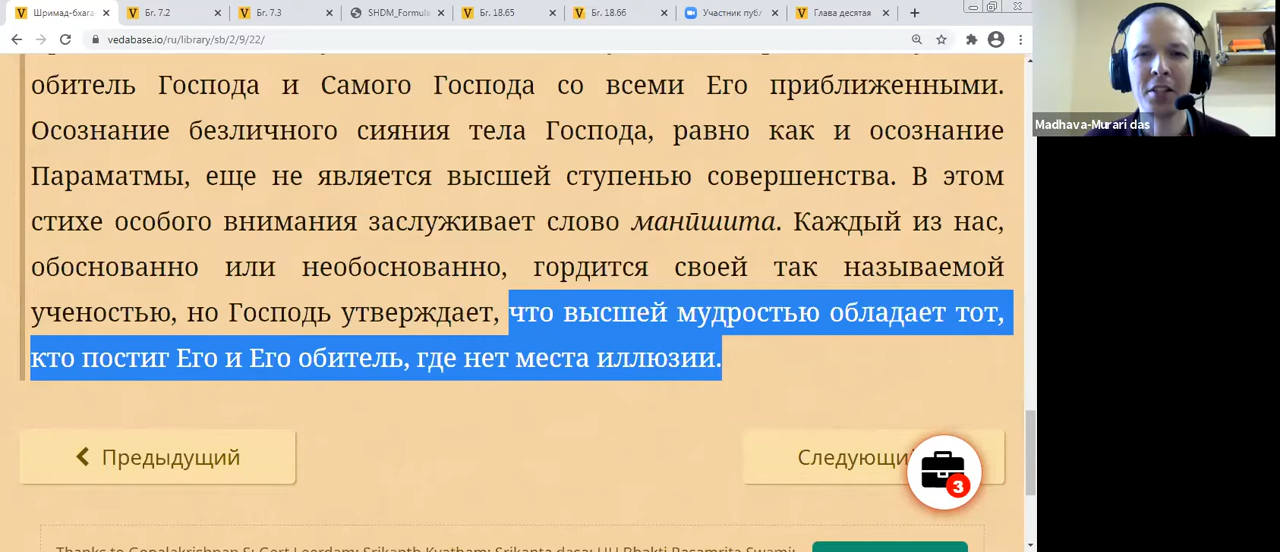 Шримад-бхага
Бг. 7.2
Бг. 7.3
SHDM_Formula
Бг. 18.65
Бг. 18.66
Участник публ
Глава десятая
vedabase.io/ru/library/sb/2/9/22/
обитель Господа и Самого Господа со всеми Его приближенными.
Осознание безличного сияния тела Господа, равно как и осознание
Параматмы, еще не является высшей ступенью совершенства. В этом
стихе особого внимания заслуживает слово манӣшита. Каждый из нас,
обоснованно или необоснованно, гордится своей так называемой
ученостью, но Господь утверждает, что высшей мудростью обладает тот,
кто постиг Его и Его обитель, где нет места иллюзии.
Предыдущий
Следующи
3
Madhava-Murari das